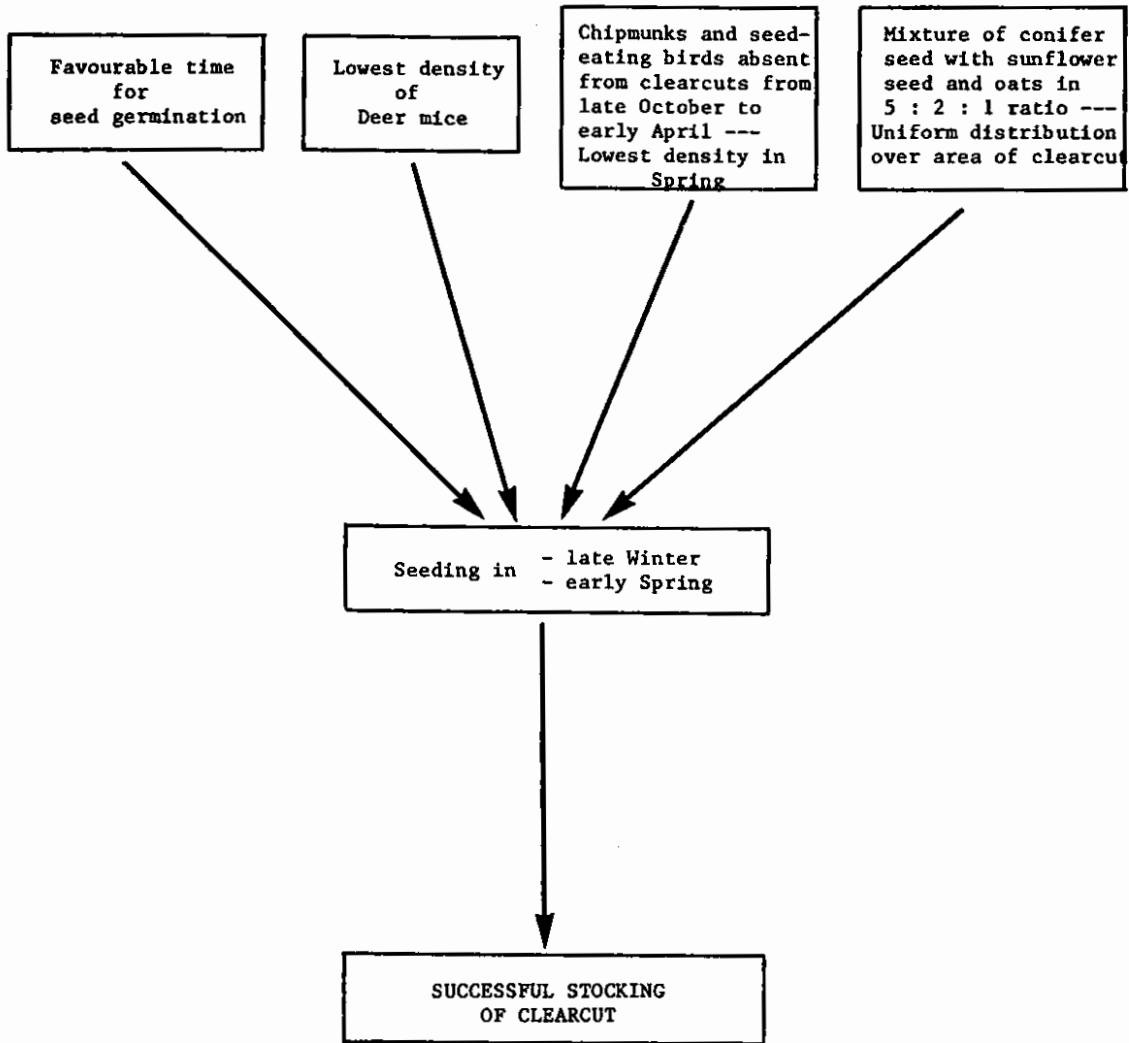 Favourable time
for
seed germination
Lowest density
of
Deer mice
Chipmunks and seed-
eating birds absent
from clearcuts from
late October to
early April ---
Lowest density in
Spring
Mixture of conifer
seed with sunflower
seed and oats in
5 : 2 : 1 ratio ---
Uniform distribution
over area of clearcut
Seeding in - late Winter
- early Spring
SUCCESSFUL STOCKING
OF CLEARCUT